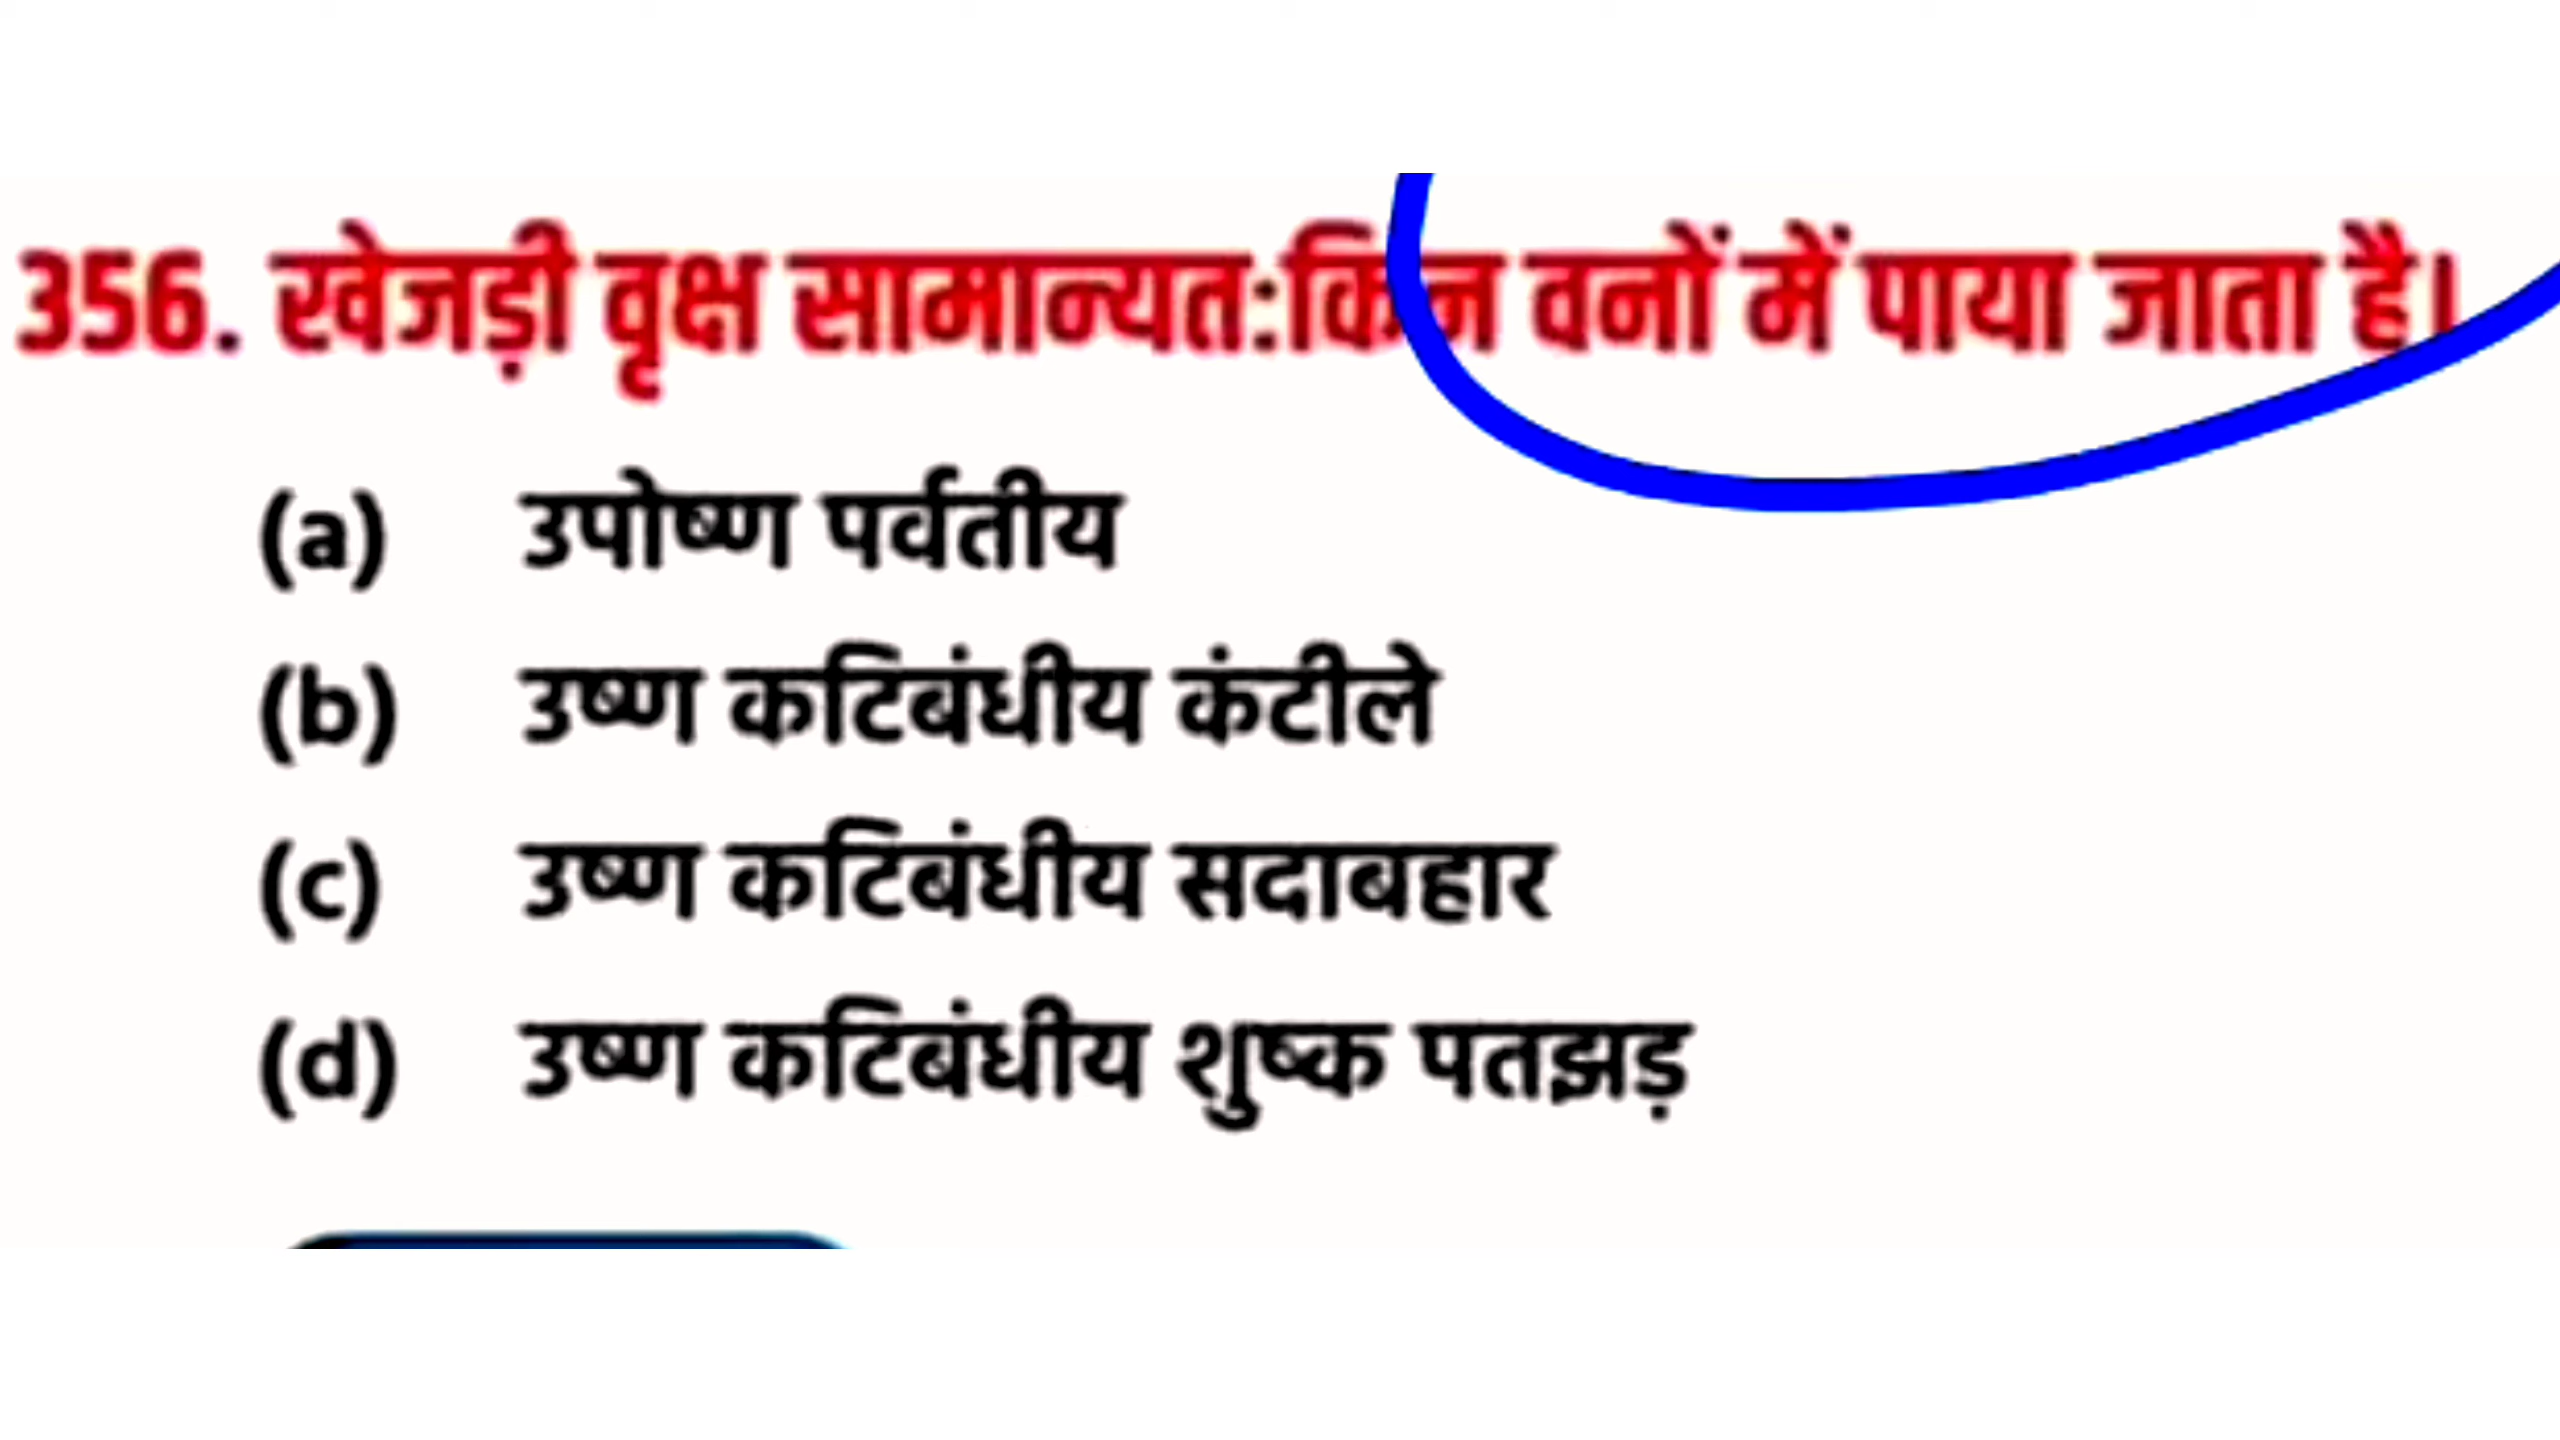 356. खेजड़ी वृक्ष सामान्यत:किन वनों में पाया जाता है।
(a) उपोष्ण पर्वतीय
(b) उष्ण कटिबंधीय कंटीले
(c) उष्ण कटिबंधीय सदाबहार
(d) उष्ण कटिबंधीय शुष्क पतझड़